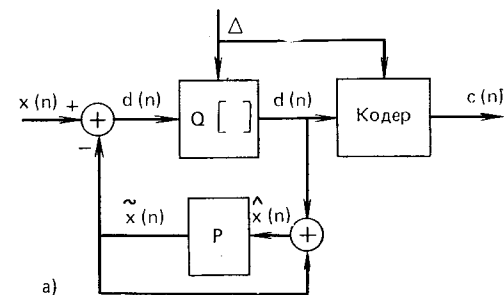 Δ
x (n) + d (n) Q [ ] d (n) Кодер c (n)
−
x̃ (n) P x̂ (n)
а)